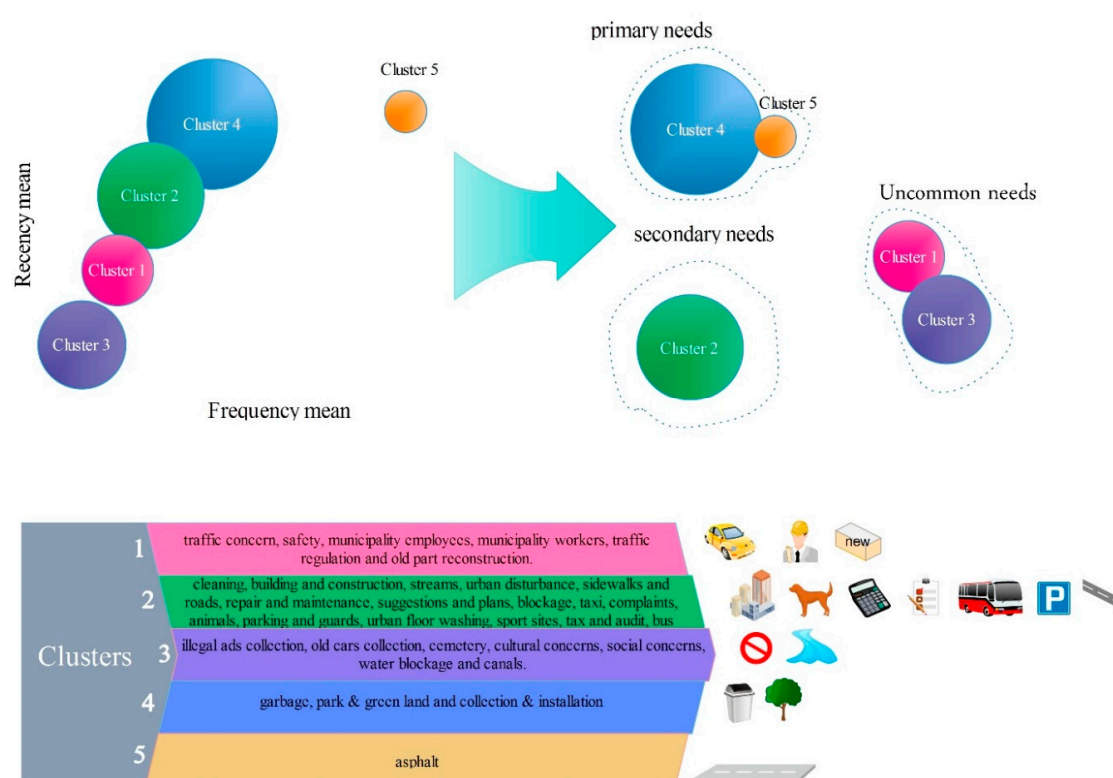 primary needs
Cluster 5
Cluster 4
Cluster 5
Cluster 4
Cluster 2
Uncommon needs
Recency mean
secondary needs
Cluster 1
Cluster 1
Cluster 3
Cluster 3
Cluster 2
Frequency mean
Clusters
1
traffic concern, safety, municipality employees, municipality workers, traffic
regulation and old part reconstruction.
new
2
cleaning, building and construction, streams, urban disturbance, sidewalks and
roads, repair and maintenance, suggestions and plans, blockage, taxi, complaints,
animals, parking and guards, urban floor washing, sport sites, tax and audit, bus
P
3
illegal ads collection, old cars collection, cemetery, cultural concerns, social concerns,
water blockage and canals.
4
garbage, park & green land and collection & installation
5
asphalt